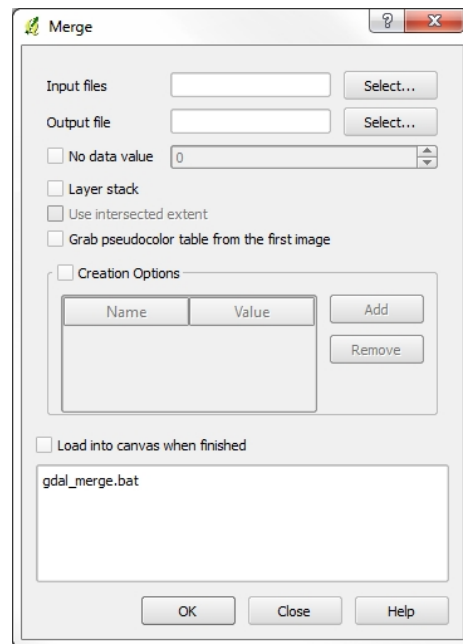 Merge
?
Input files
Select...
Output file
Select...
No data value
0
Layer stack
Use intersected extent
Grab pseudocolor table from the first image
Creation Options
Name Value
Add
Remove
Load into canvas when finished
gdal_merge.bat
OK Close Help